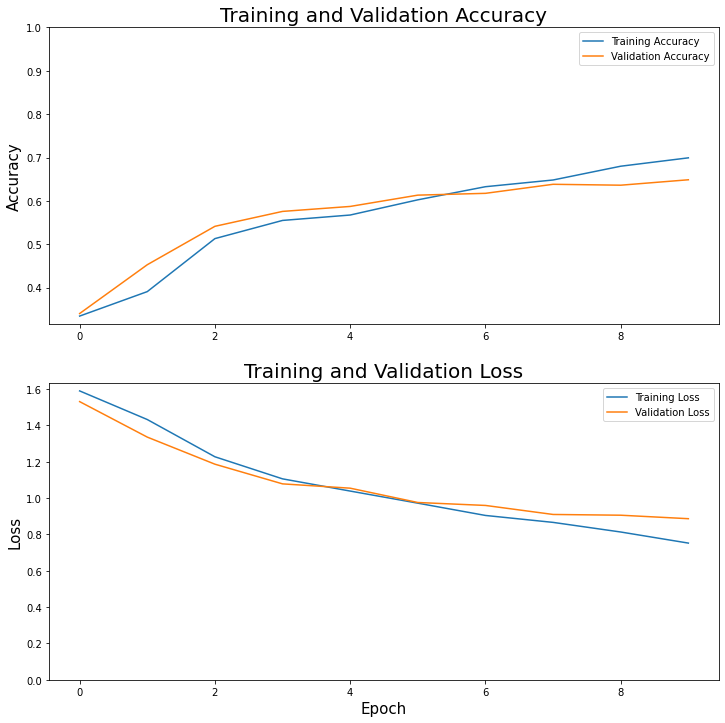 Training and Validation Accuracy
1.0
0.9
0.8
0.7
0.6
0.5
0.4
Accuracy
Training Accuracy
Validation Accuracy
0 2 4 6 8
Training and Validation Loss
1.6
1.4
1.2
1.0
0.8
0.6
0.4
0.2
0.0
Loss
Training Loss
Validation Loss
0 2 4 6 8
Epoch